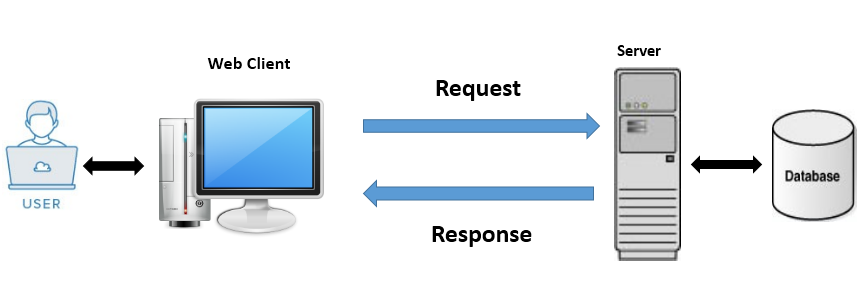 Web Client
Server
Request
Response
USER
Database